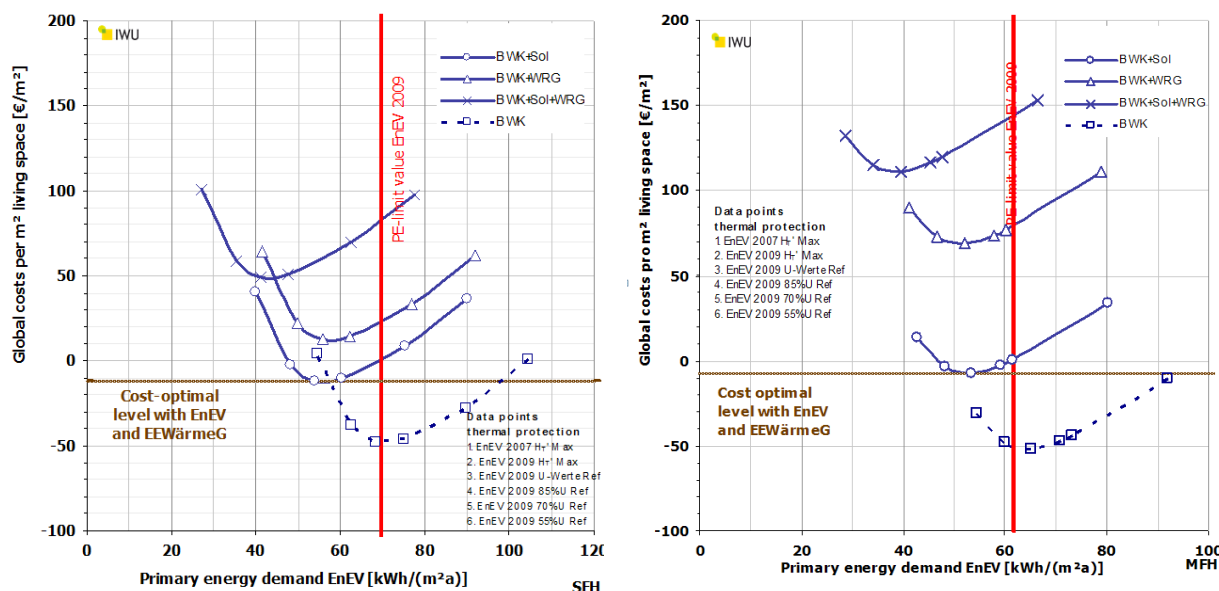 200
150
100
50
0
-50
-100
Global costs per m² living space [€/m²]
IWU
BWK+Sol
BWK+WRG
BWK+Sol+WRG
BWK
PE-limit value EnEV 2009
Cost-optimal
level with EnEV
and EEWärmeG
Data points
thermal protection
1. EnEV 2007 HT' Max
2. EnEV 2009 HT' Max
3. EnEV 2009 U-Werte Ref
4. EnEV 2009 85%U Ref
5. EnEV 2009 70%U Ref
6. EnEV 2009 55%U Ref
0 20 40 60 80 100 120
Primary energy demand EnEV [kWh/(m²a)]
SFH
200
150
100
50
0
-50
-100
Global costs pro m² living space [€/m²]
IWU
BWK+Sol
BWK+WRG
BWK+Sol+WRG
BWK
PE-limit value EnEV 2009
Data points
thermal protection
1. EnEV 2007 HT' Max
2. EnEV 2009 HT' Max
3. EnEV 2009 U-Werte Ref
4. EnEV 2009 85%U Ref
5. EnEV 2009 70%U Ref
6. EnEV 2009 55%U Ref
Cost optimal
level with EnEV
and EEWärmeG
0 20 40 60 80 100
Primary energy demand EnEV [kWh/(m²a)]
MFH